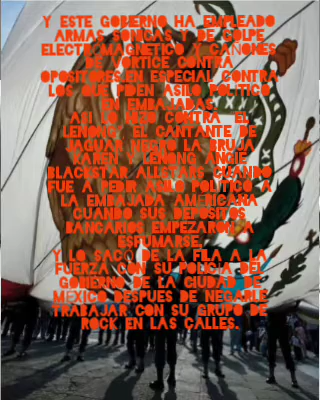 Y ESTE GOBIERNO HA EMPLEADO
ARMAS SONICAS Y DE GOLPE
ELECTROMAGNETICO Y CAÑONES
DE VORTICE CONTRA
OPOSITORES,EN ESPECIAL CONTRA
LOS QUE PIDEN ASILO POLITICO
EN EMBAJADAS.
ASI LO HIZO CONTRA "EL
LENONG", EL CANTANTE DE
JAGUAR NEGRO LA BRUJA
KAREN Y LENONG ANGIE
BLACKSTAR ALLSTARS CUANDO
FUE A PEDIR ASILO POLITICO A
LA EMBAJADA AMERICANA
CUANDO SUS DEPOSITOS
BANCARIOS EMPEZARON A
ESFUMARSE.
Y LO SACO DE LA FILA A LA
FUERZA CON SU POLICIA DEL
GOBIERNO DE LA CIUDAD DE
MEXICO DESPUES DE NEGARLE
TRABAJAR CON SU GRUPO DE
ROCK EN LAS CALLES.